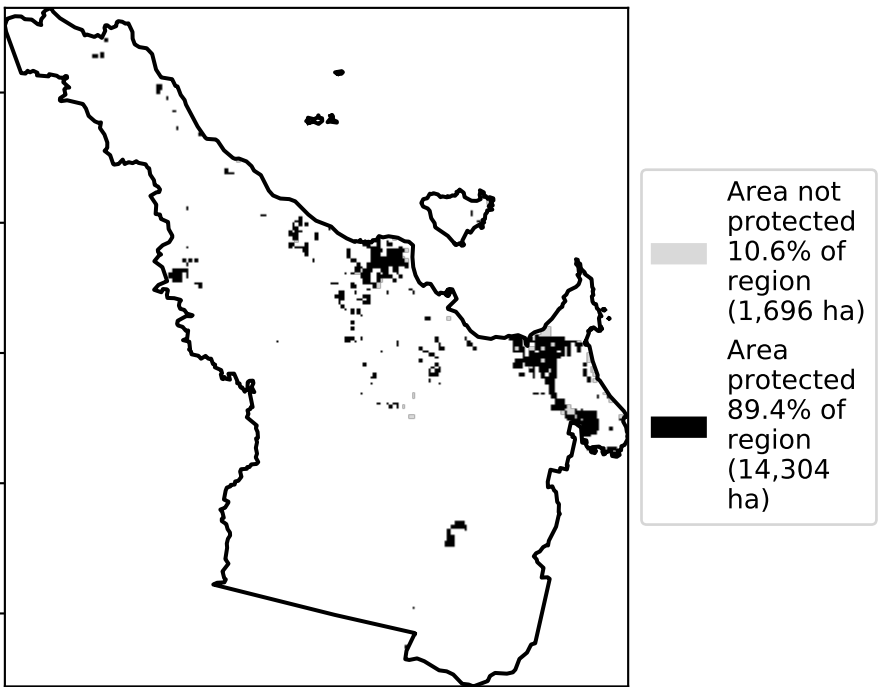 Area not
protected
10.6% of
region
(1,696 ha)
Area
protected
89.4% of
region
(14,304
ha)